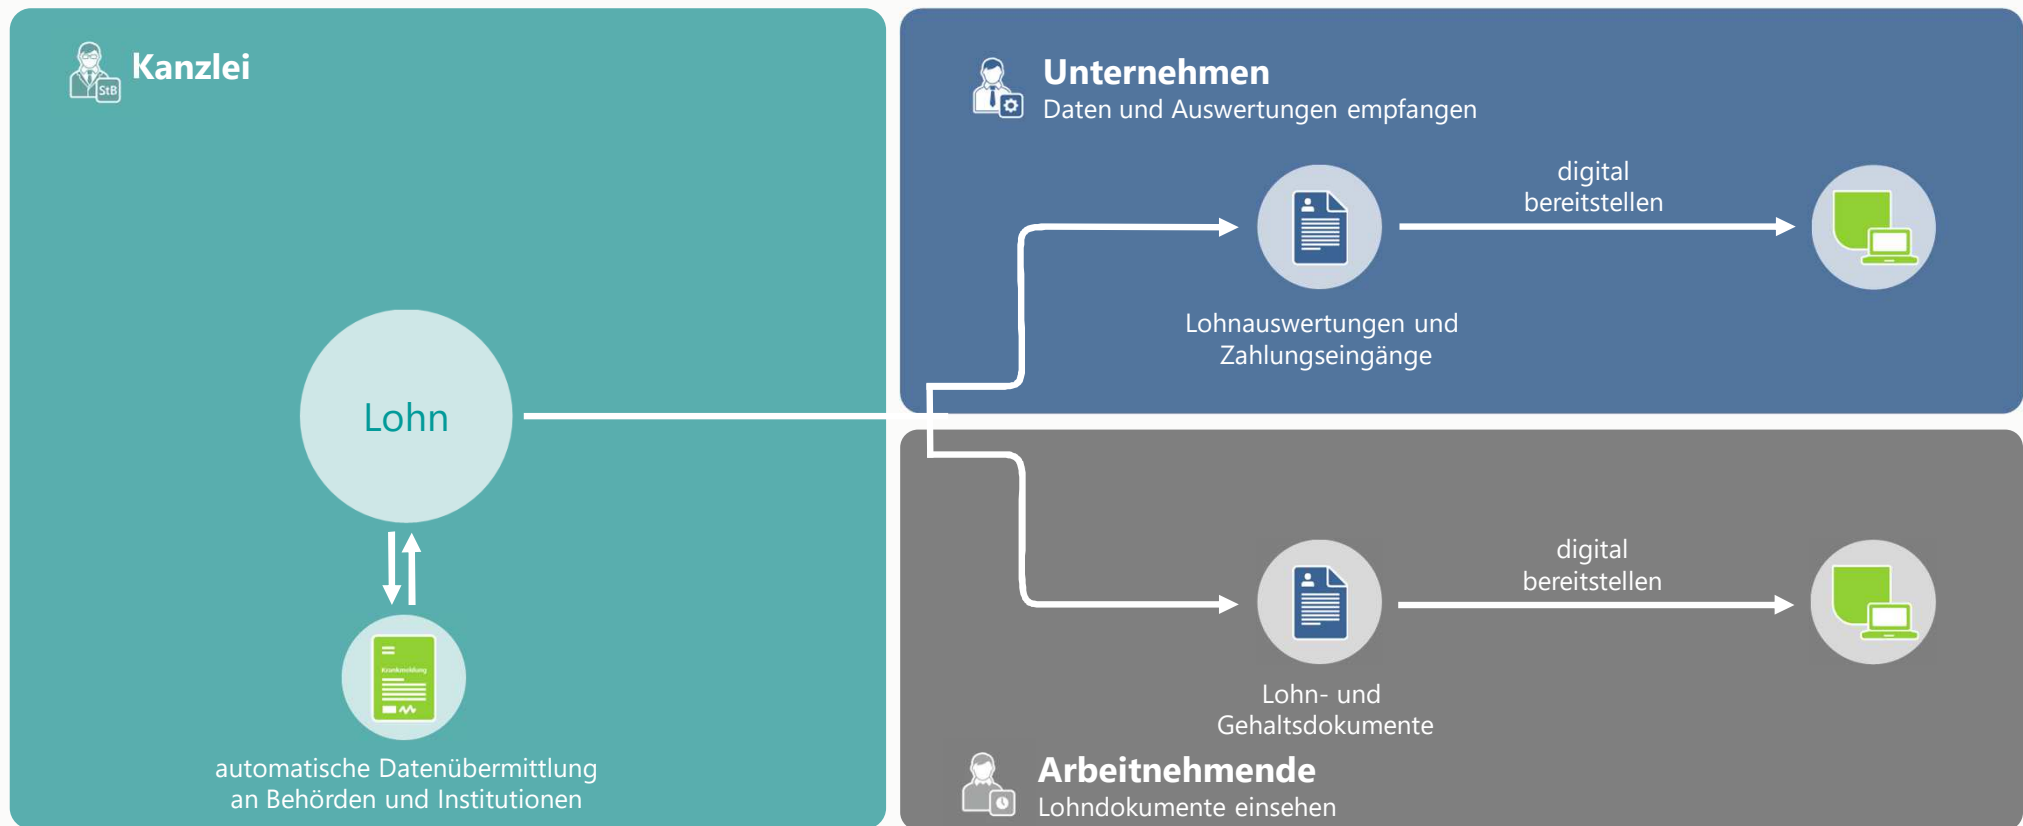 Kanzlei
StB
Lohn
Krankmeldung
automatische Datenübermittlung
an Behörden und Institutionen
Unternehmen
Daten und Auswertungen empfangen
digital
bereitstellen
Lohnauswertungen und
Zahlungseingänge
digital
bereitstellen
Lohn- und
Gehaltsdokumente
Arbeitnehmende
Lohndokumente einsehen